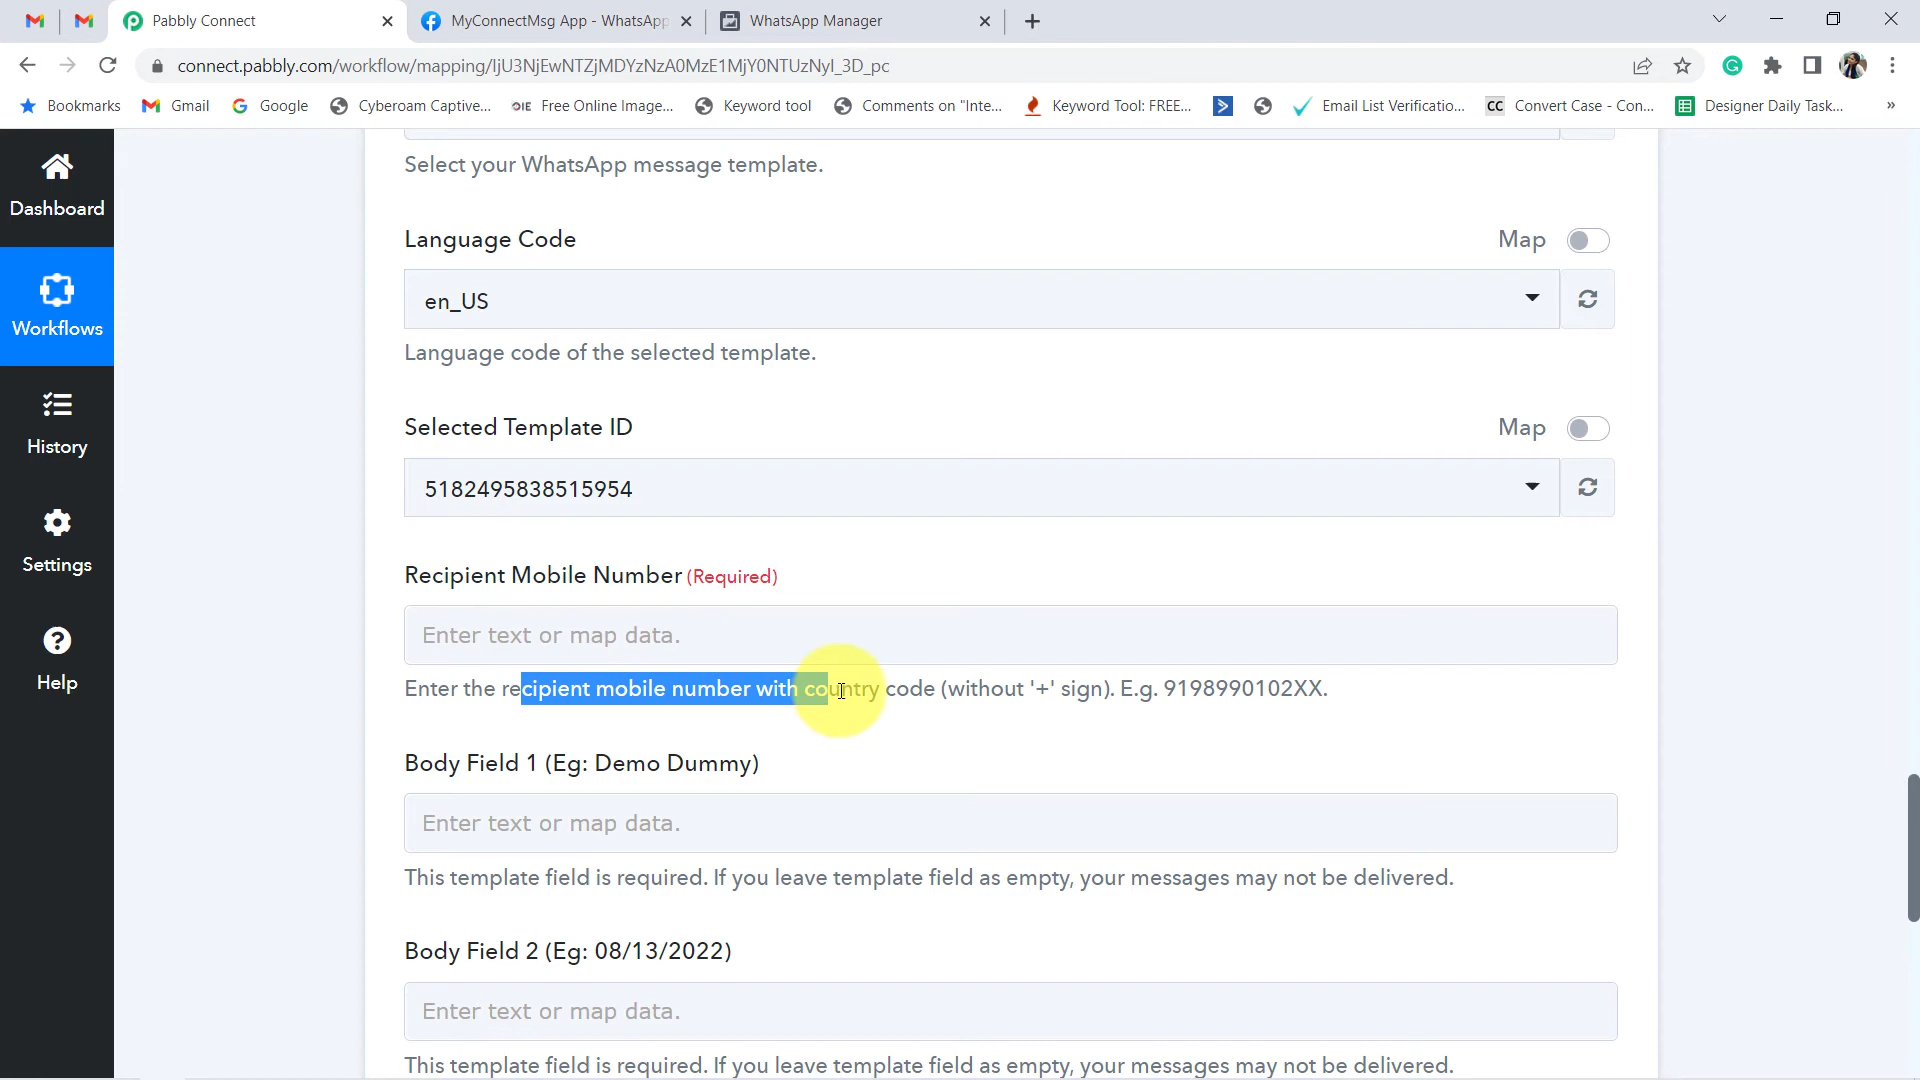 Pabbly Connect
MyConnectMsg App - WhatsApp
WhatsApp Manager
connect.pabbly.com/workflow/mapping/IjU3NjEwNTZjMDYzNzA0MzE1MjY0NTUzNyI_3D_pc
Bookmarks
Gmail
Google
Cyberoam Captive...
Free Online Image...
Keyword tool
Comments on "Inte...
Keyword Tool: FREE...
Email List Verificatio...
CC
Convert Case - Con...
Designer Daily Task...
»
Dashboard
Workflows
History
Settings
Help
Select your WhatsApp message template.
Language Code
Map
en_US
Language code of the selected template.
Selected Template ID
Map
5182495838515954
Recipient Mobile Number (Required)
Enter text or map data.
Enter the recipient mobile number with country code (without '+' sign). E.g. 9198990102XX.
Body Field 1 (Eg: Demo Dummy)
Enter text or map data.
This template field is required. If you leave template field as empty, your messages may not be delivered.
Body Field 2 (Eg: 08/13/2022)
Enter text or map data.
This template field is required. If you leave template field as empty, your messages may not be delivered.